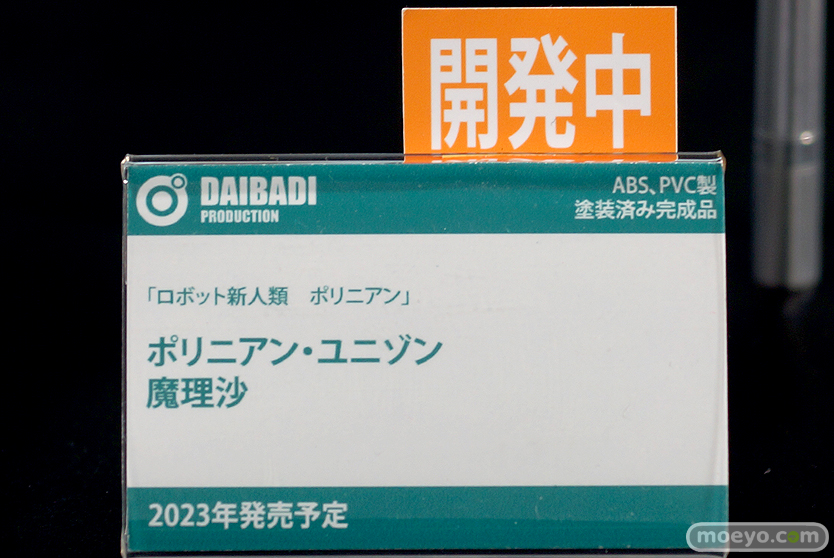 開発中
DAIBADI
PRODUCTION
ABS、PVC製
塗装済み完成品
「ロボット新人類　ポリニアン」
ポリニアン・ユニゾン
魔理沙
2023年発売予定
moeyo.com